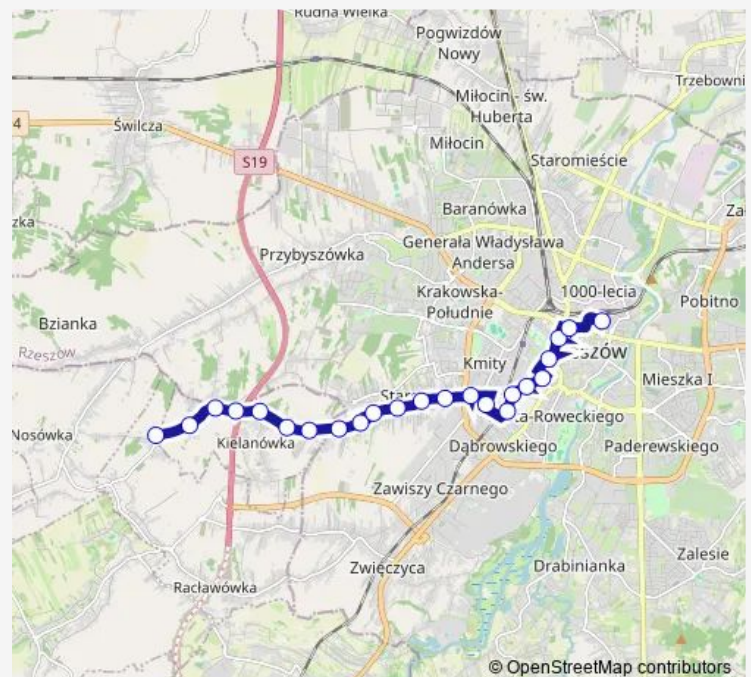 Rudna Wielka
Pogwizdów
Nowy
Trzebowni
4
Świlcza
Miłocin - św.
Huberta
Miłocin
S19
Staromieście
zka
Baranówka
Za
Generała Władysława
Andersa
Przybyszówka
Krakowska-
Południe
1000-lecia
Pobitno
Bzianka
Rzeszów
Kmity
Mieszka I
Star
Nosówka
Kielanówka
ta-Roweckiego
Dąbrowskiego
Paderewskiego
Zawiszy Czarnego
Zwięczyca
Drabinianka
Zalesie
Racławówka
© OpenStreetMap contributors